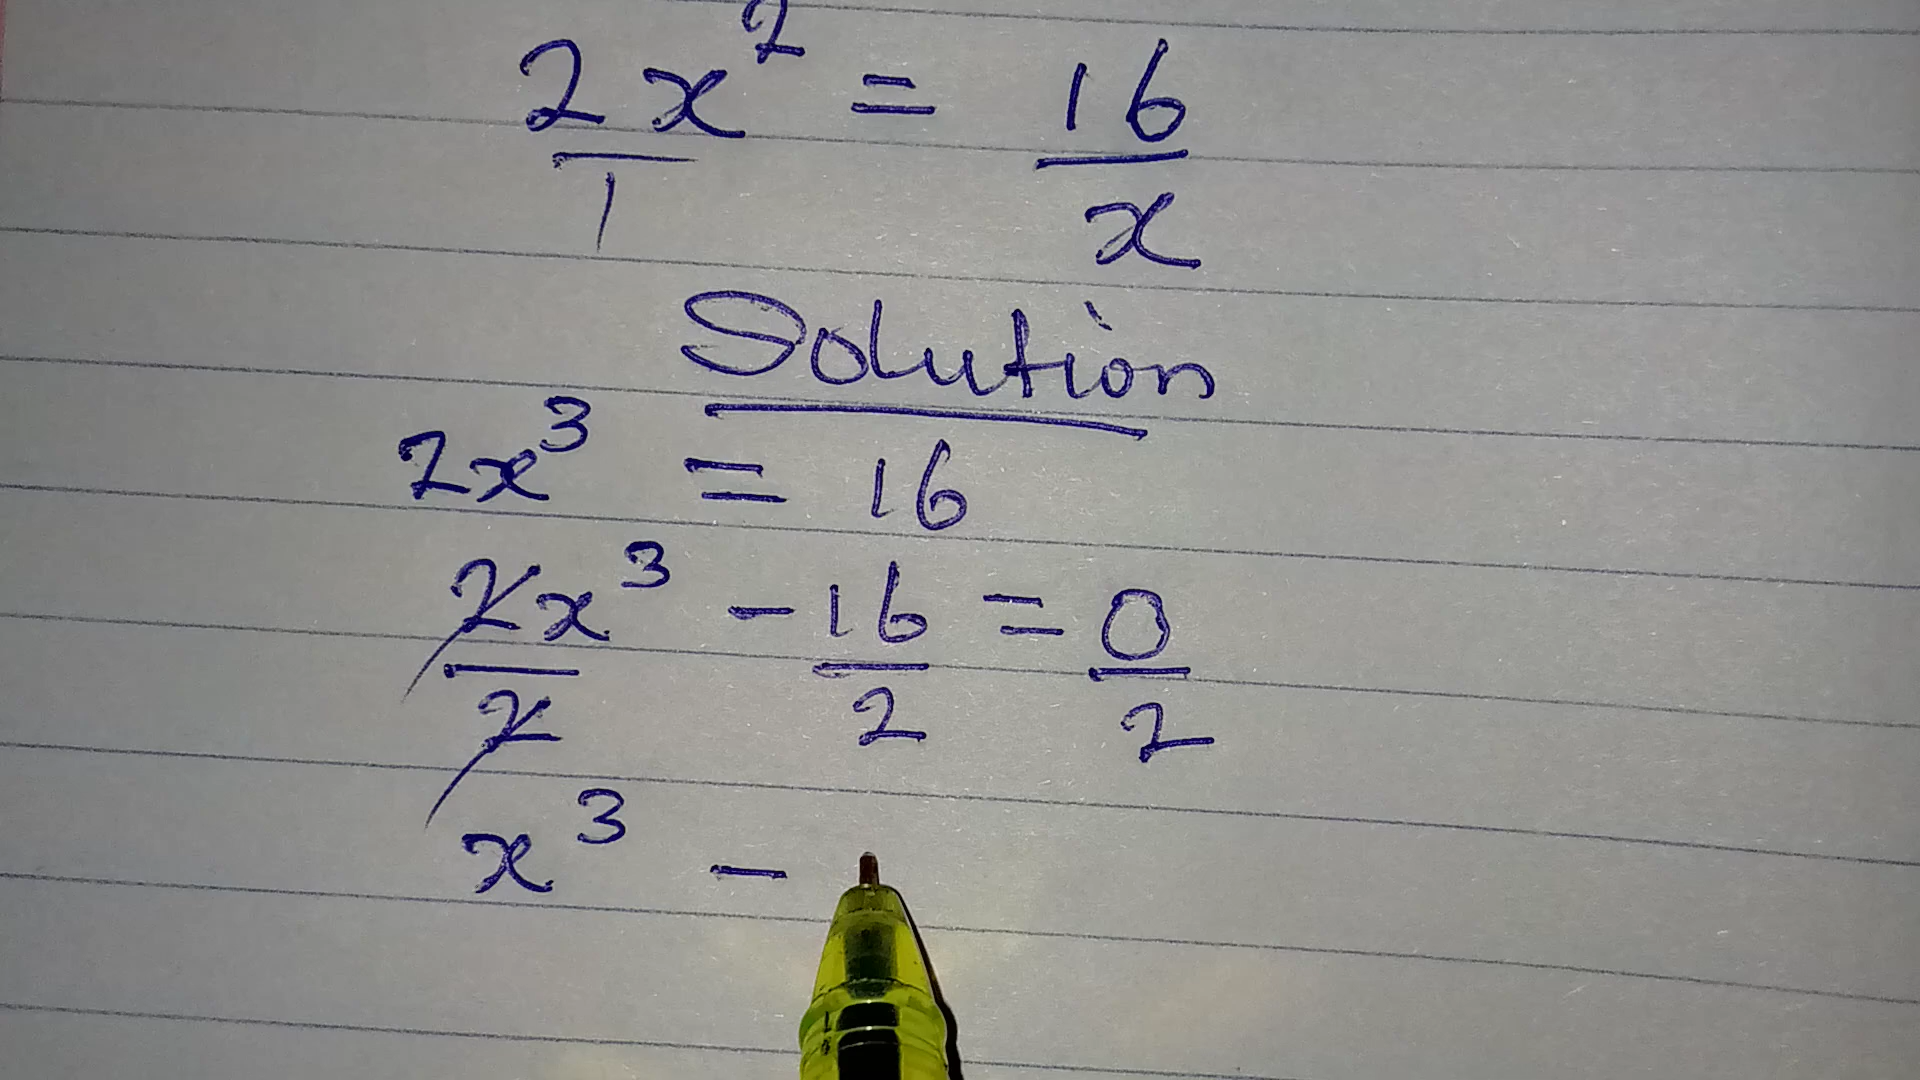 2x² = 16
1 x
Solution
2x³ = 16
2x³ - 16 = 0
2 2 2
x³ -